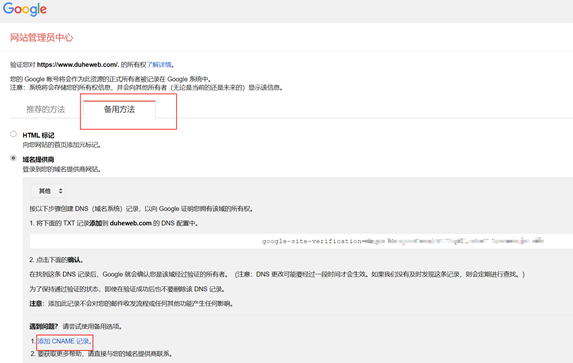 Google
网站管理员中心
验证您对 https://www.duheweb.com/. 的所有权了解详情。
您的 Google 帐号将会作为此资源的正式所有者被记录在 Google 系统中。
注意：系统将会存储您的所有权信息，并会向其他所有者（无论是当前的还是未来的）显示该信息。
推荐的方法 备用方法
HTML 标记
向您网站的首页添加元标记。
域名提供商
登录到您的域名提供商网站。
其他
按以下步骤创建 DNS（域名系统）记录，以向 Google 证明您拥有该域的所有权。
1. 将下面的 TXT 记录添加到 duheweb.com 的 DNS 配置中。
google-site-verification=
2. 点击下面的确认。
在找到这条 DNS 记录后，Google 就会确认您是该域经过验证的所有者。（注意：DNS 更改可能要经过一段时间才会生效。如果我们没有及时发现这条记录，则会定期进行查找。）
为了保持通过验证的状态，即使在验证成功后也不要删除该 DNS 记录。
注意：添加此记录不会对您的邮件收发流程或任何其他功能产生任何影响。
遇到问题？ 请尝试使用备用选项。
1. 添加 CNAME 记录。
2. 要获取更多帮助，请直接与您的域名提供商联系。